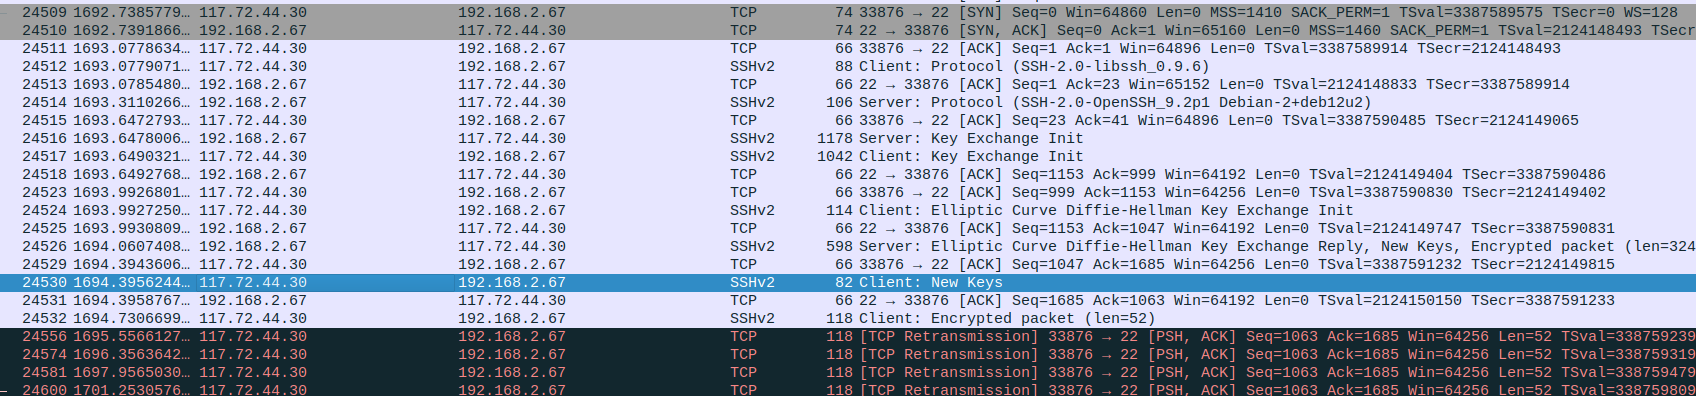 24509 1692.7385779… 117.72.44.30 192.168.2.67 TCP 74 33876 → 22 [SYN] Seq=0 Win=64860 Len=0 MSS=1410 SACK_PERM=1 TSval=3387589575 TSecr=0 WS=128
24510 1692.7391866… 192.168.2.67 117.72.44.30 TCP 74 22 → 33876 [SYN, ACK] Seq=0 Ack=1 Win=65160 Len=0 MSS=1460 SACK_PERM=1 TSval=2124148493 TSecr
24511 1693.0778634… 117.72.44.30 192.168.2.67 TCP 66 33876 → 22 [ACK] Seq=1 Ack=1 Win=64896 Len=0 TSval=3387589914 TSecr=2124148493
24512 1693.0779071… 117.72.44.30 192.168.2.67 SSHv2 88 Client: Protocol (SSH-2.0-libssh_0.9.6)
24513 1693.0785480… 192.168.2.67 117.72.44.30 TCP 66 22 → 33876 [ACK] Seq=1 Ack=23 Win=65152 Len=0 TSval=2124148833 TSecr=3387589914
24514 1693.3110266… 192.168.2.67 117.72.44.30 SSHv2 106 Server: Protocol (SSH-2.0-OpenSSH_9.2p1 Debian-2+deb12u2)
24515 1693.6472793… 117.72.44.30 192.168.2.67 TCP 66 33876 → 22 [ACK] Seq=23 Ack=41 Win=64896 Len=0 TSval=3387590485 TSecr=2124149065
24516 1693.6478006… 192.168.2.67 117.72.44.30 SSHv2 1178 Server: Key Exchange Init
24517 1693.6490321… 117.72.44.30 192.168.2.67 SSHv2 1042 Client: Key Exchange Init
24518 1693.6492768… 192.168.2.67 117.72.44.30 TCP 66 22 → 33876 [ACK] Seq=1153 Ack=999 Win=64192 Len=0 TSval=2124149404 TSecr=3387590486
24523 1693.9926801… 117.72.44.30 192.168.2.67 TCP 66 33876 → 22 [ACK] Seq=999 Ack=1153 Win=64256 Len=0 TSval=3387590830 TSecr=2124149402
24524 1693.9927250… 117.72.44.30 192.168.2.67 SSHv2 114 Client: Elliptic Curve Diffie-Hellman Key Exchange Init
24525 1693.9930809… 192.168.2.67 117.72.44.30 TCP 66 22 → 33876 [ACK] Seq=1153 Ack=1047 Win=64192 Len=0 TSval=2124149747 TSecr=3387590831
24526 1694.0607408… 192.168.2.67 117.72.44.30 SSHv2 598 Server: Elliptic Curve Diffie-Hellman Key Exchange Reply, New Keys, Encrypted packet (len=324
24529 1694.3943606… 117.72.44.30 192.168.2.67 TCP 66 33876 → 22 [ACK] Seq=1047 Ack=1685 Win=64256 Len=0 TSval=3387591232 TSecr=2124149815
24530 1694.3956244… 117.72.44.30 192.168.2.67 SSHv2 82 Client: New Keys
24531 1694.3958767… 192.168.2.67 117.72.44.30 TCP 66 22 → 33876 [ACK] Seq=1685 Ack=1063 Win=64192 Len=0 TSval=2124150150 TSecr=3387591233
24532 1694.7306699… 117.72.44.30 192.168.2.67 SSHv2 118 Client: Encrypted packet (len=52)
24556 1695.5566127… 117.72.44.30 192.168.2.67 TCP 118 [TCP Retransmission] 33876 → 22 [PSH, ACK] Seq=1063 Ack=1685 Win=64256 Len=52 TSval=338759239
24574 1696.3563642… 117.72.44.30 192.168.2.67 TCP 118 [TCP Retransmission] 33876 → 22 [PSH, ACK] Seq=1063 Ack=1685 Win=64256 Len=52 TSval=338759319
24581 1697.9565030… 117.72.44.30 192.168.2.67 TCP 118 [TCP Retransmission] 33876 → 22 [PSH, ACK] Seq=1063 Ack=1685 Win=64256 Len=52 TSval=338759479
24600 1701.2530576… 117.72.44.30 192.168.2.67 TCP 118 [TCP Retransmission] 33876 → 22 [PSH, ACK] Seq=1063 Ack=1685 Win=64256 Len=52 TSval=338759809